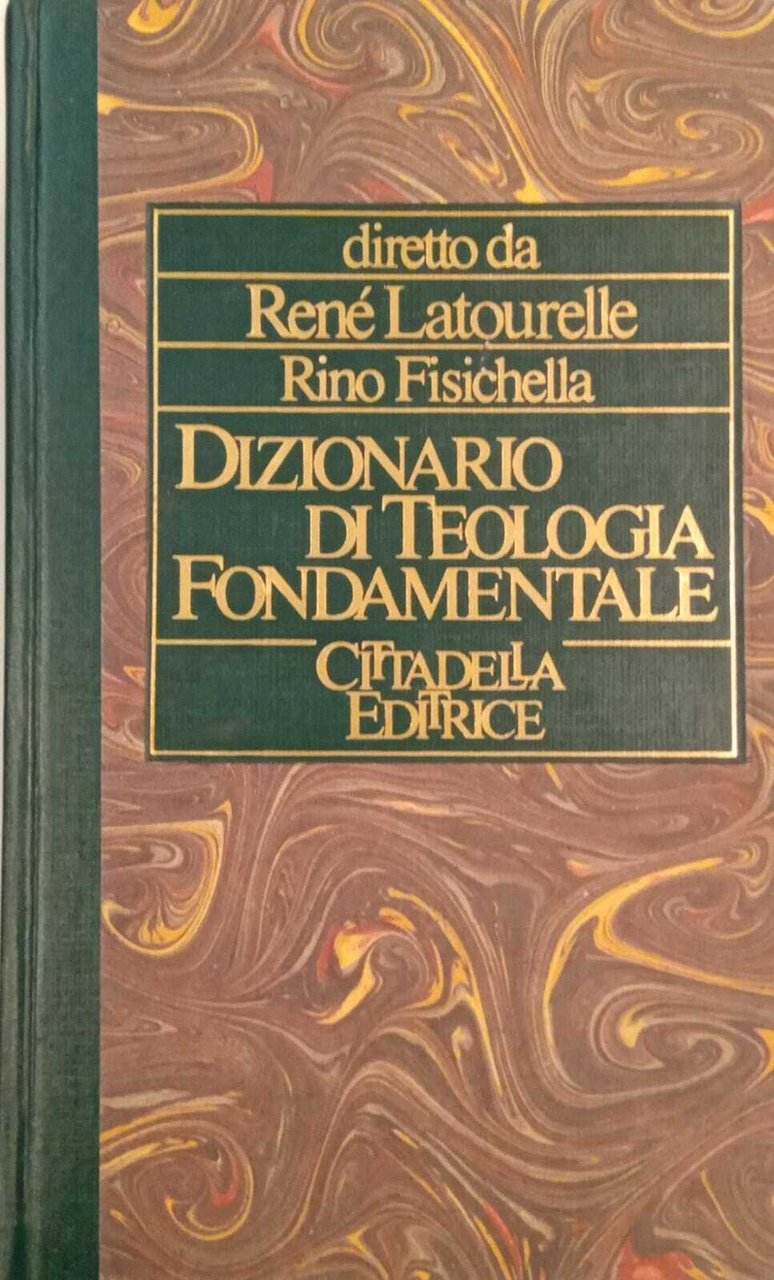 diretto da
René Latourelle
Rino Fisichella
DIZIONARIO
DI TEOLOGIA
FONDAMENTALE
CITTADELLA
EDITRICE